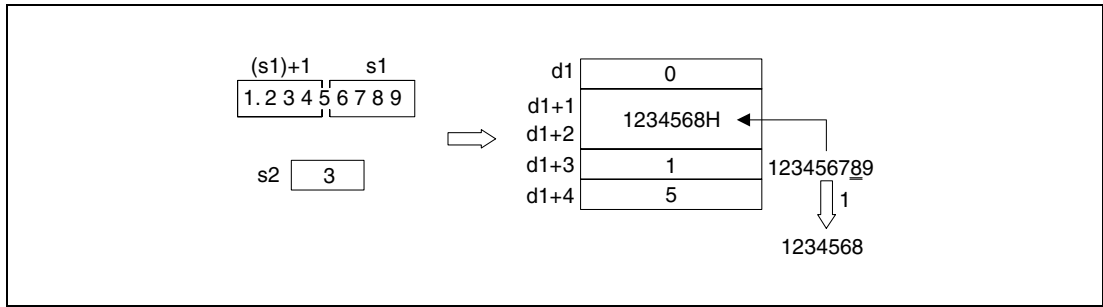 (s1)+1 s1
1. 2 3 4 5 6 7 8 9
s2 3
d1 0
d1+1
1234568H
d1+2
d1+3 1
123456789
d1+4 5
1
1234568